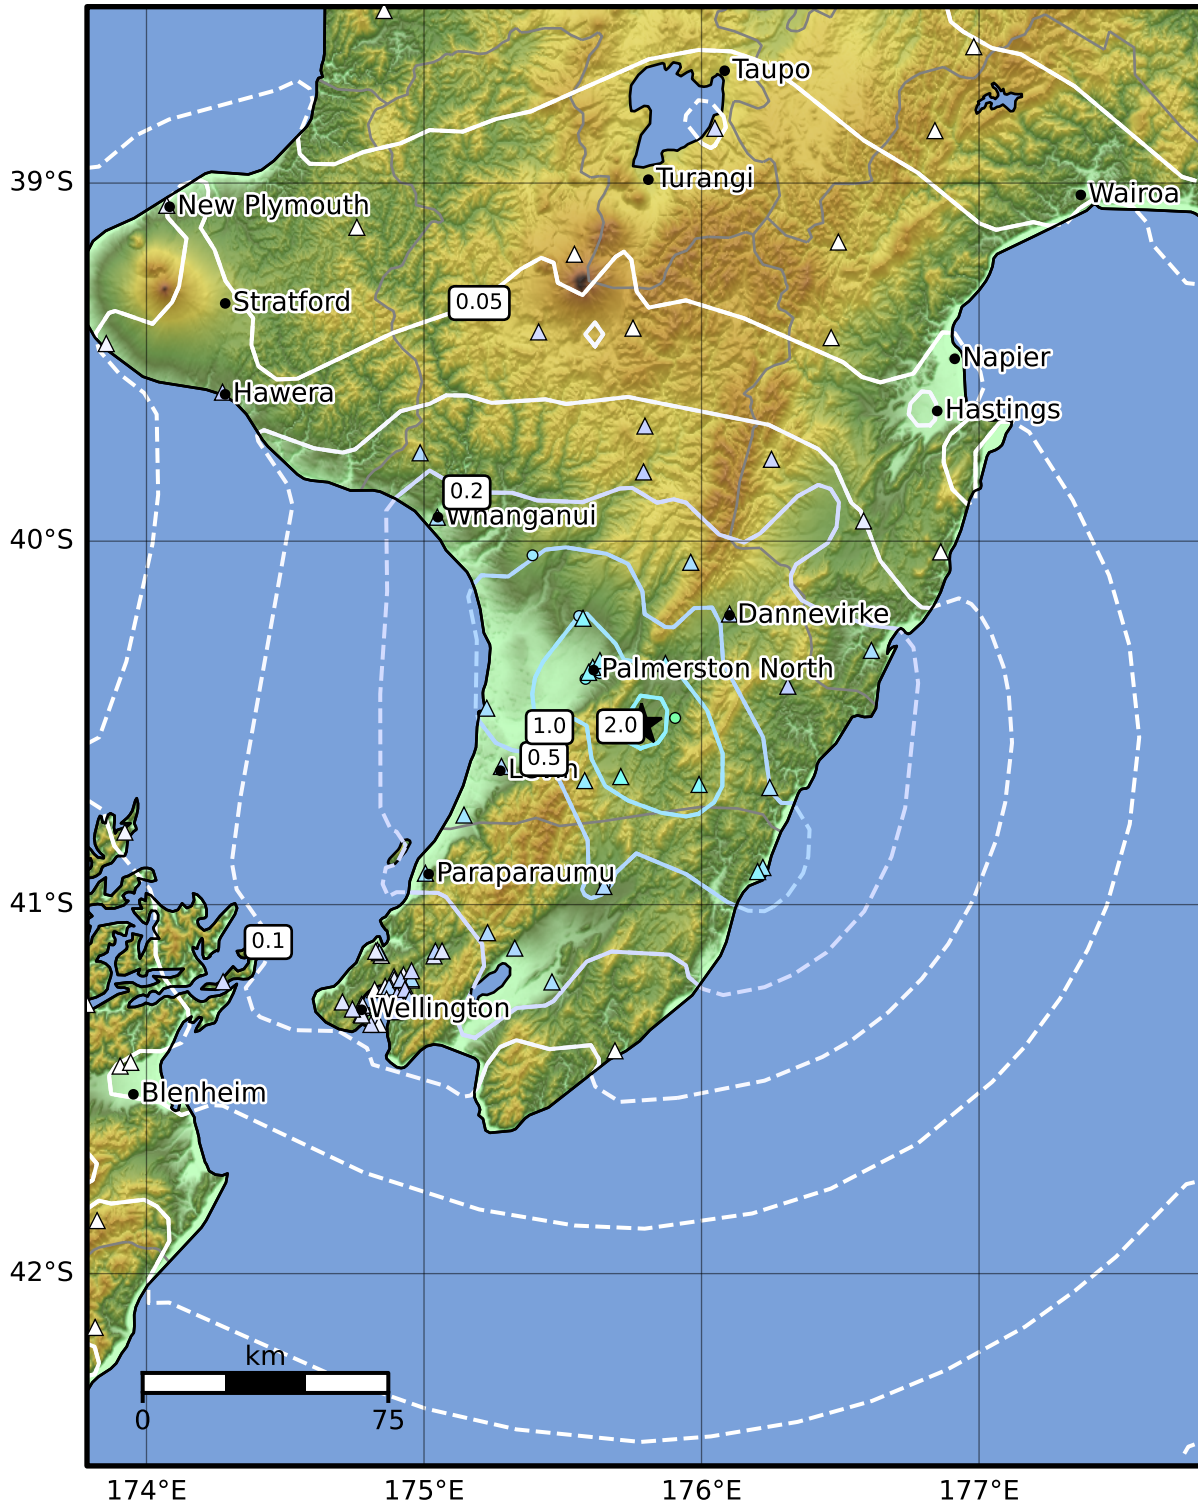 Taupo
39°S
Turangi
Wairoa
New Plymouth
Stratford
0.05
Napier
Hawera
Hastings
0.2
Whanganui
40°S
Dannevirke
Palmerston North
1.0
2.0
0.5
Paraparaumu
41°S
0.1
Wellington
Blenheim
42°S
km
0
75
174°E
175°E
176°E
177°E